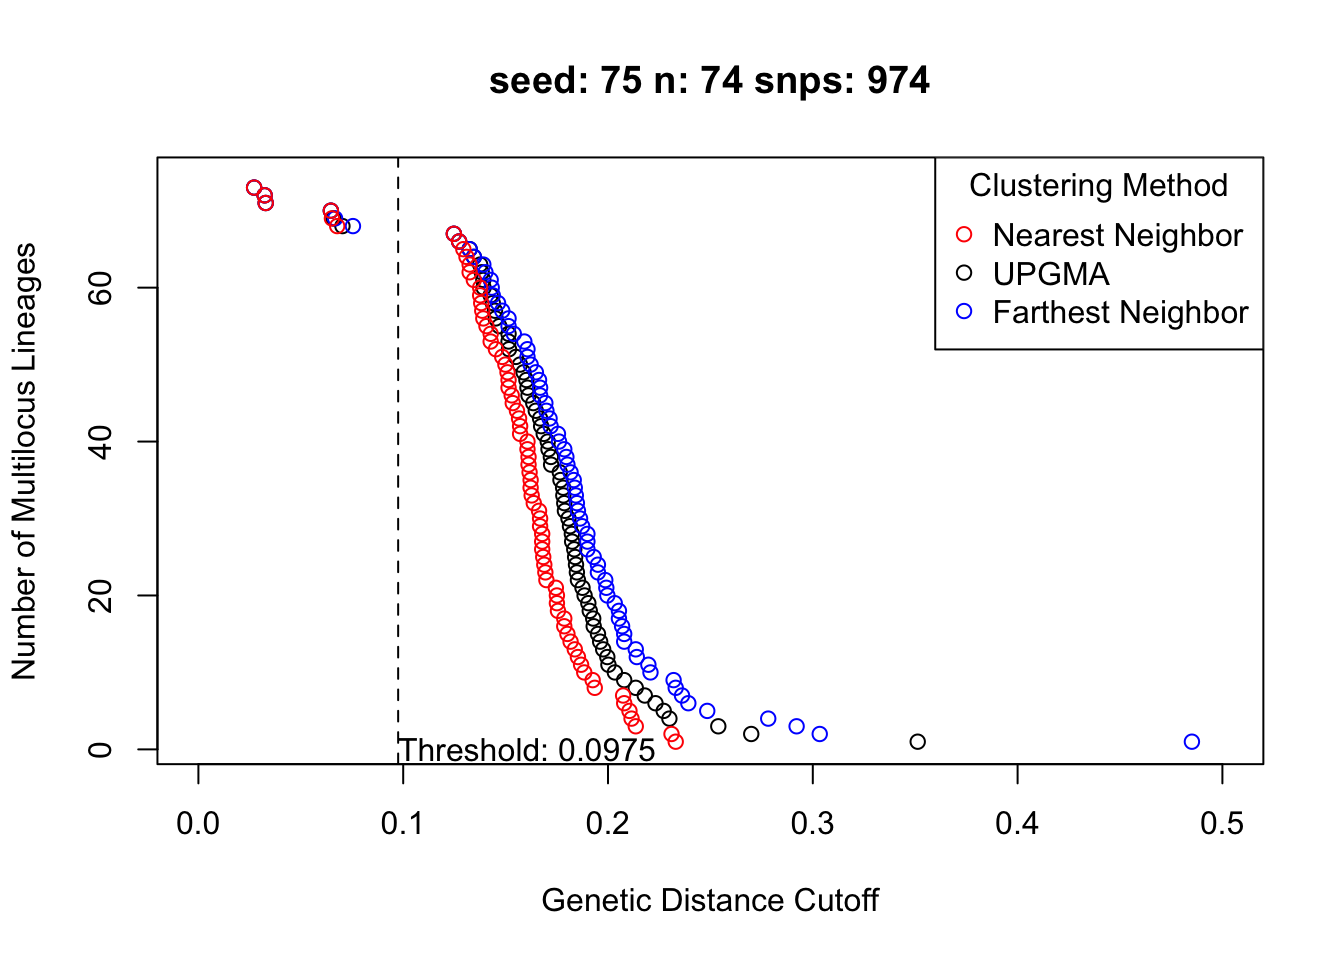 seed: 75 n: 74 snps: 974
Clustering Method
Nearest Neighbor
UPGMA
Farthest Neighbor
Number of Multilocus Lineages
60
40
20
0
Threshold: 0.0975
0.0 0.1 0.2 0.3 0.4 0.5
Genetic Distance Cutoff